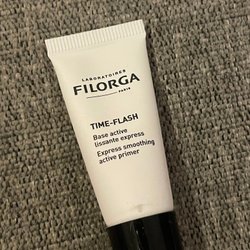 LABORATOIRES
FILORGA
PARIS
TIME-FLASH
Base active
lissante express
Express smoothing
active primer